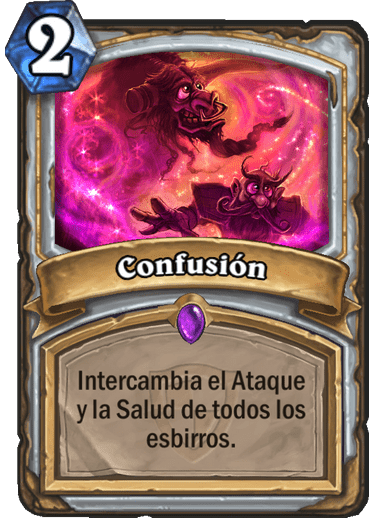 2
Confusión
Intercambia el Ataque
y la Salud de todos los
esbirros.